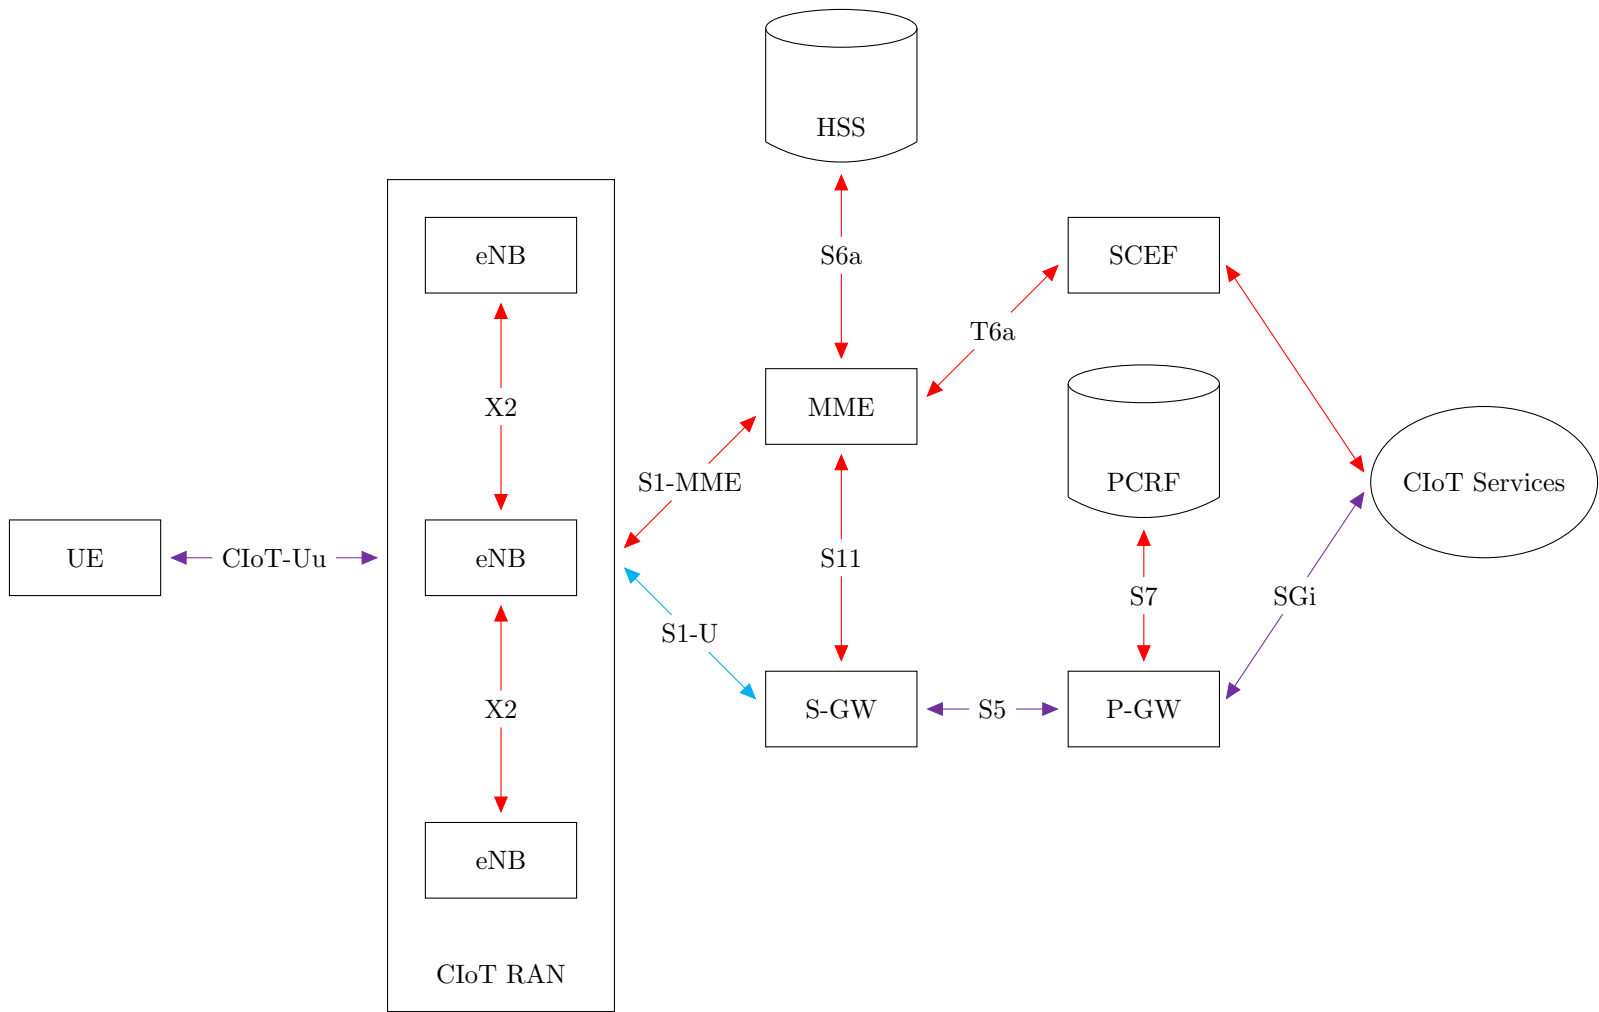 HSS
eNB
S6a
SCEF
T6a
X2
MME
S1-MME
PCRF
CIoT Services
UE
CIoT-Uu
eNB
S11
S7
SGi
S1-U
X2
S-GW
S5
P-GW
eNB
CIoT RAN